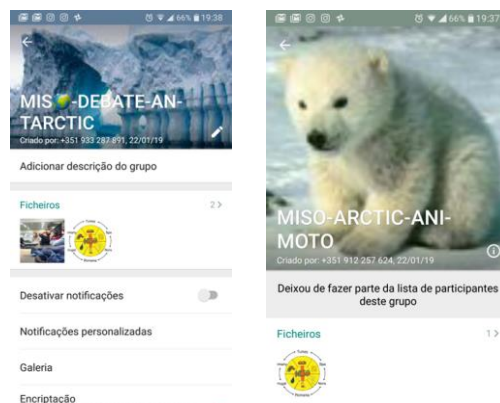 66% 19:38
MIS -DEBATE-AN-
TARCTIC
Criado por: +351 933 287 891, 22/01/19
Adicionar descrição do grupo
Ficheiros 2 >
Desativar notificações
Notificações personalizadas
Galeria
Encriptação
66% 19:37
MISO-ARCTIC-ANI-
MOTO
Criado por: +351 912 257 624, 22/01/19
Deixou de fazer parte da lista de participantes
deste grupo
Ficheiros 1 >